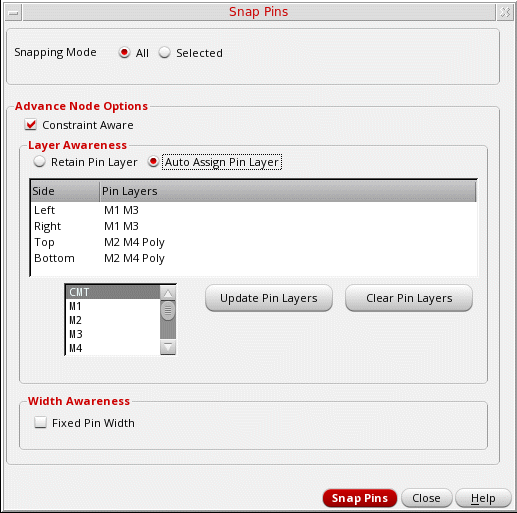 Snap Pins
Snapping Mode All Selected
Advance Node Options
Constraint Aware
Layer Awareness
Retain Pin Layer Auto Assign Pin Layer
Side Pin Layers
Left M1 M3
Right M1 M3
Top M2 M4 Poly
Bottom M2 M4 Poly
CMT
M1
M2
M3
M4
Update Pin Layers Clear Pin Layers
Width Awareness
Fixed Pin Width
Snap Pins Close Help